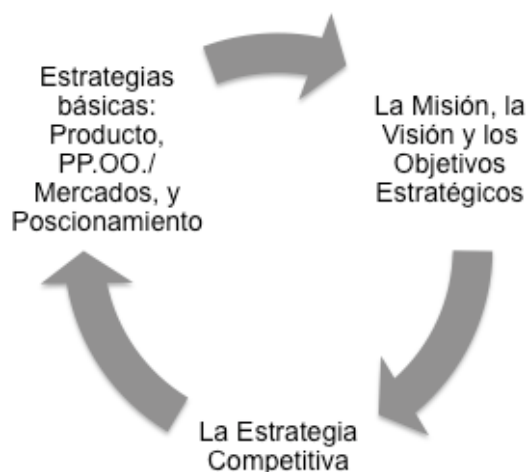 Estrategias
básicas:
Producto,
PP.OO./
Mercados, y
Poscionamiento
La Misión, la
Visión y los
Objetivos
Estratégicos
La Estrategia
Competitiva